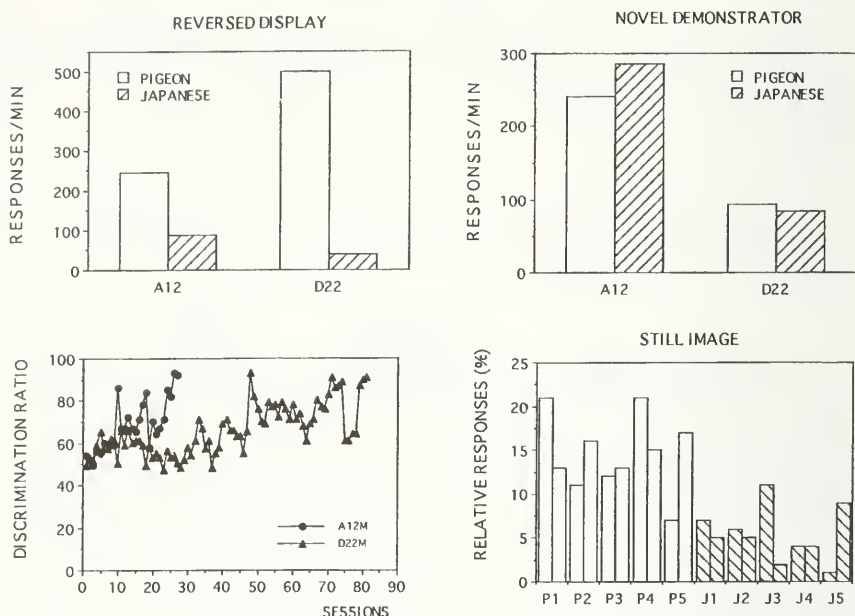 REVERSED DISPLAY
RESPONSES/MIN
500
400
300
200
100
0
PIGEON
JAPANESE
A12
D22
NOVEL DEMONSTRATOR
RESPONSES/MIN
300
200
100
0
PIGEON
JAPANESE
A12
D22
DISCRIMINATION RATIO
100
80
60
40
20
0
A12M
D22M
0 10 20 30 40 50 60 70 80 90
SESSIONS
STILL IMAGE
RELATIVE RESPONSES (%)
25
20
15
10
5
0
P1 P2 P3 P4 P5 J1 J2 J3 J4 J5